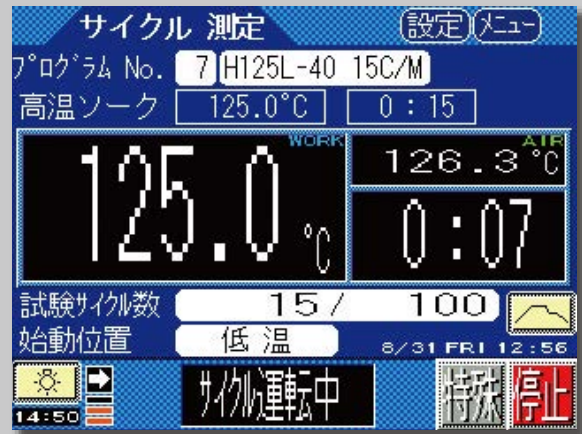 サイクル 測定 設定 メニュー
プログラム No. 7 H125L-40 15C/M
高温ソーク 125.0°C 0:15
WORK AIR
125.0 °C 126.3°C
0:07
試験サイクル数 15/ 100
始動位置 低温 8/31 FRI 12:56
14:50 サイクル運転中 特殊 停止